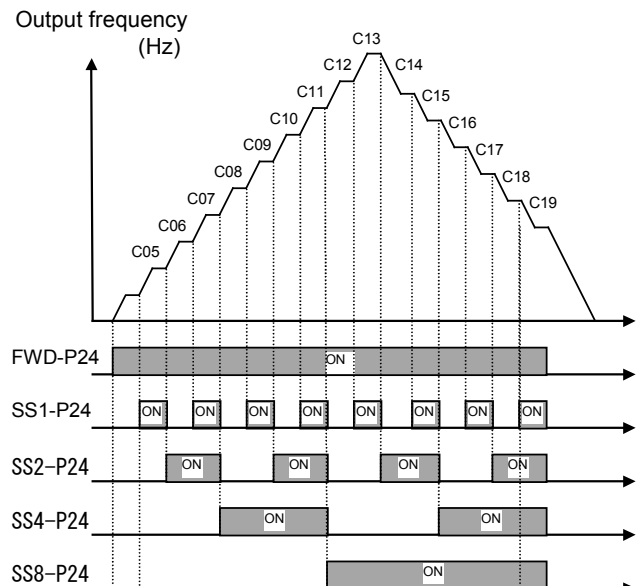 Output frequency
(Hz)
C13
C12
C14
C11
C15
C10
C16
C09
C17
C08
C18
C07
C19
C06
C05
FWD-P24
ON
SS1-P24
ON
ON
ON
ON
ON
ON
ON
ON
SS2-P24
ON
ON
ON
ON
SS4-P24
ON
ON
SS8-P24
ON